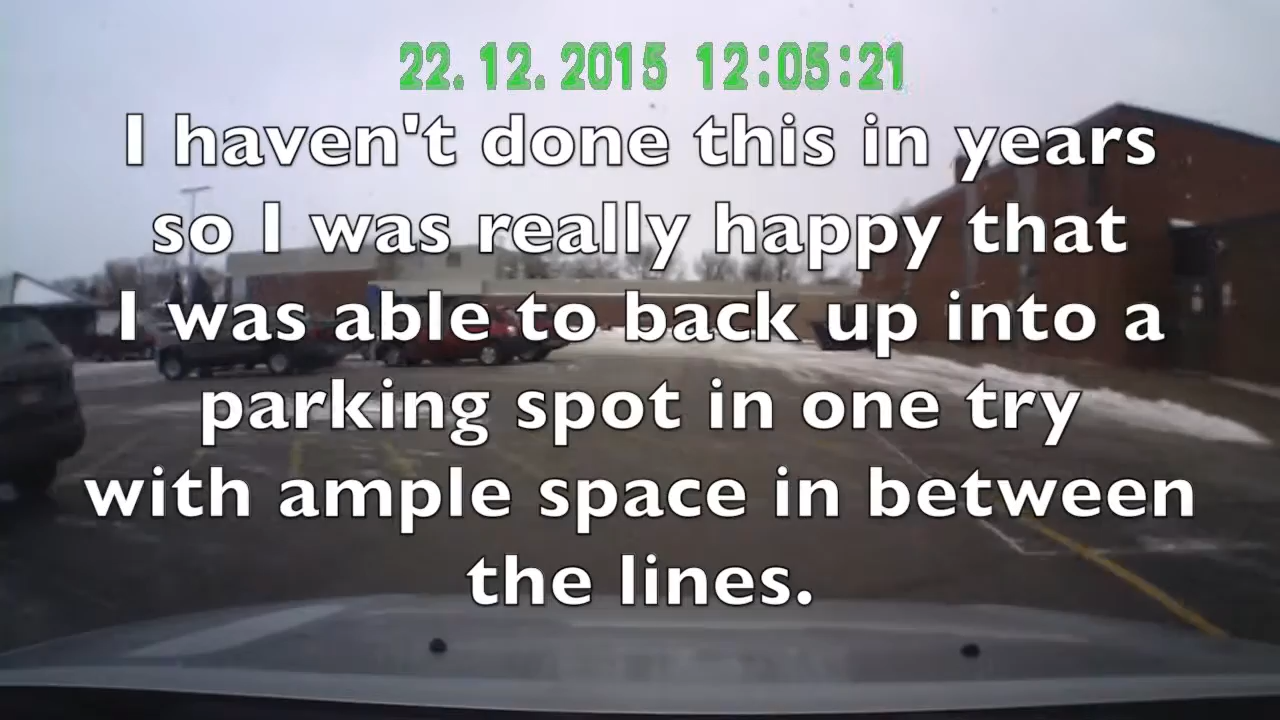 22.12.2015 12:05:21
I haven't done this in years
so I was really happy that
I was able to back up into a
parking spot in one try
with ample space in between
the lines.